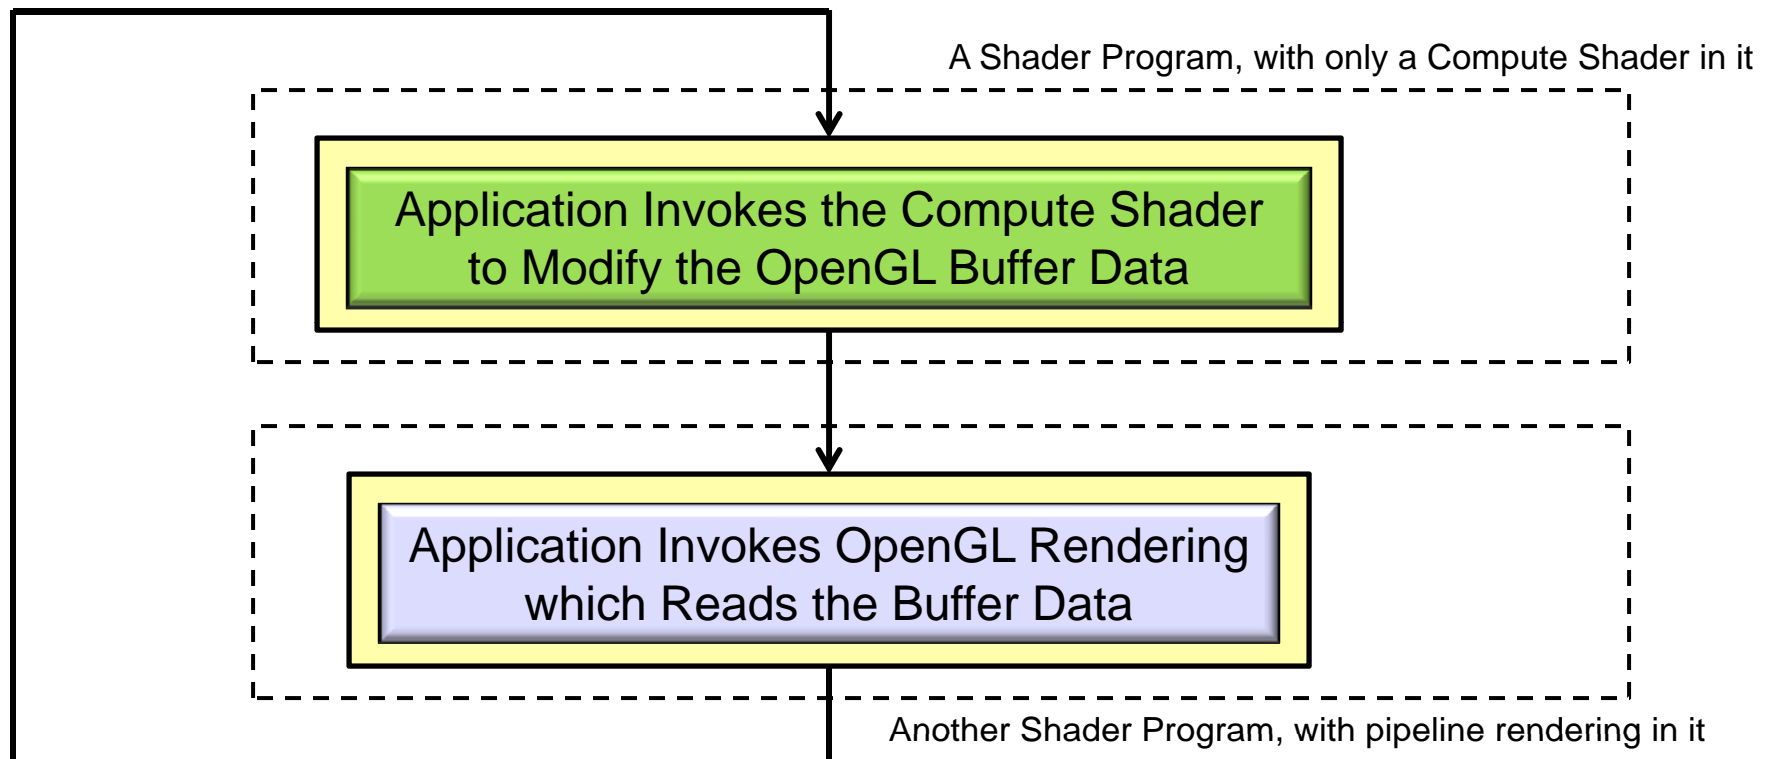 A Shader Program, with only a Compute Shader in it
Application Invokes the Compute Shader
to Modify the OpenGL Buffer Data
Application Invokes OpenGL Rendering
which Reads the Buffer Data
Another Shader Program, with pipeline rendering in it